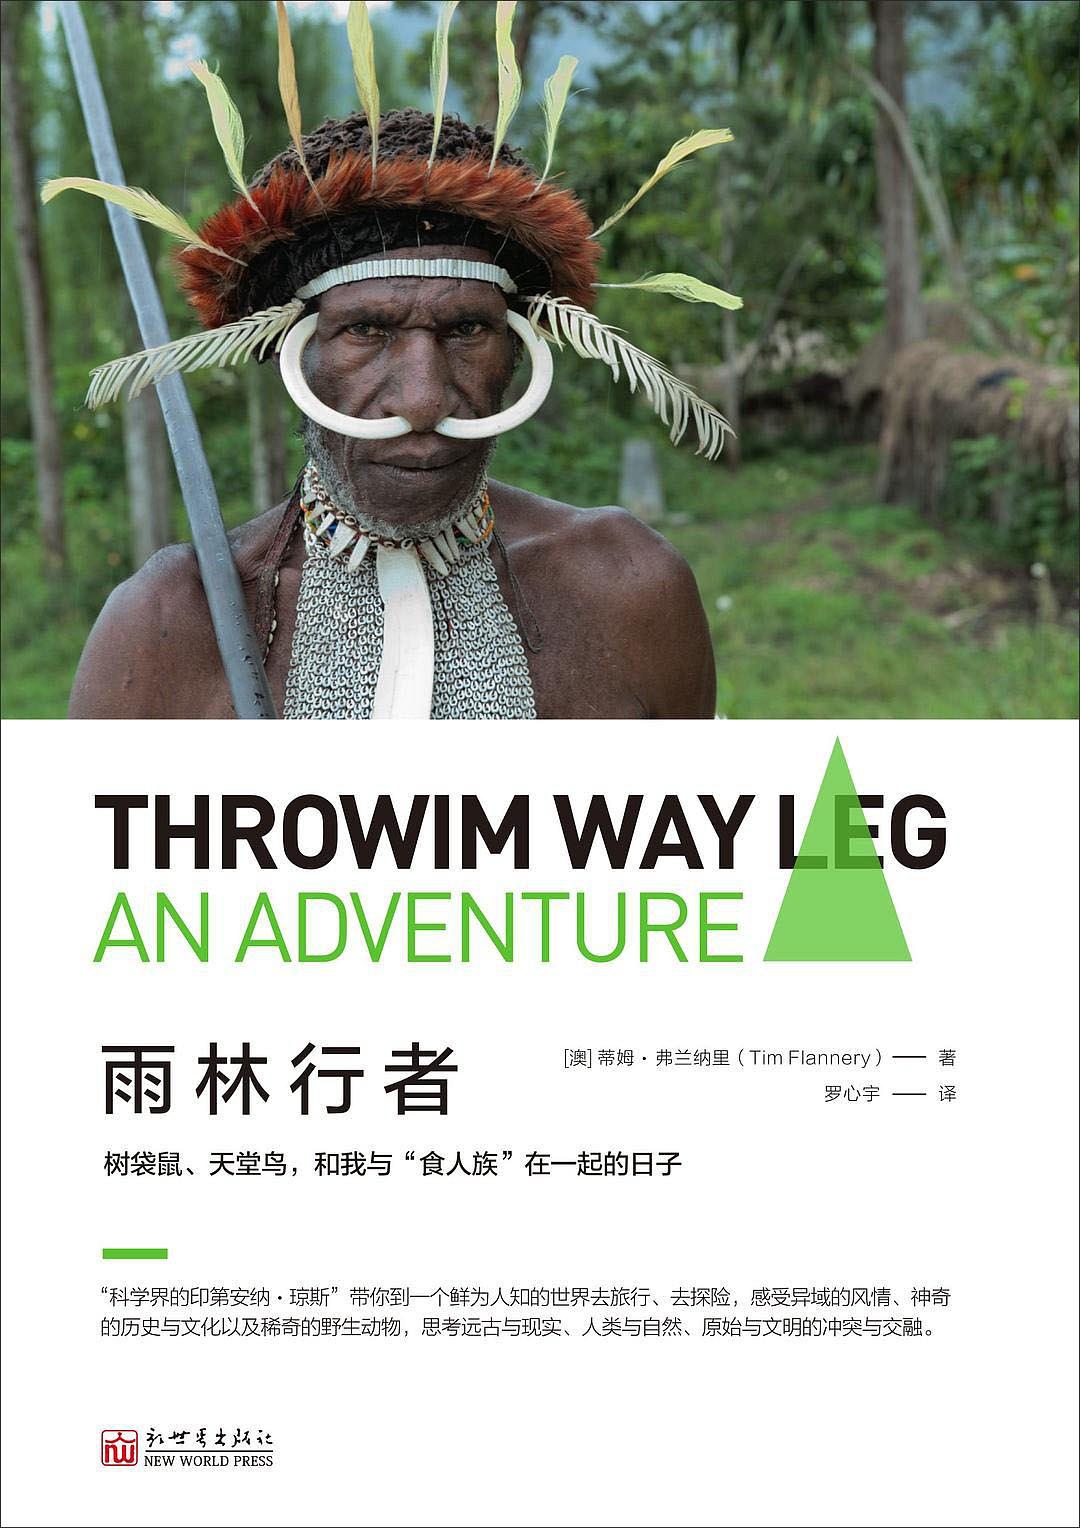 THROWIM WAY LEG
AN ADVENTURE
雨林行者
[澳] 蒂姆·弗兰纳里（Tim Flannery）—— 著
罗心宇 —— 译
树袋鼠、天堂鸟，和我与“食人族”在一起的日子
“科学界的印第安纳·琼斯”带你到一个鲜为人知的世界去旅行、去探险，感受异域的风情、神奇
的历史与文化以及稀奇的野生动物，思考远古与现实、人类与自然、原始与文明的冲突与交融。
新世界出版社
NEW WORLD PRESS